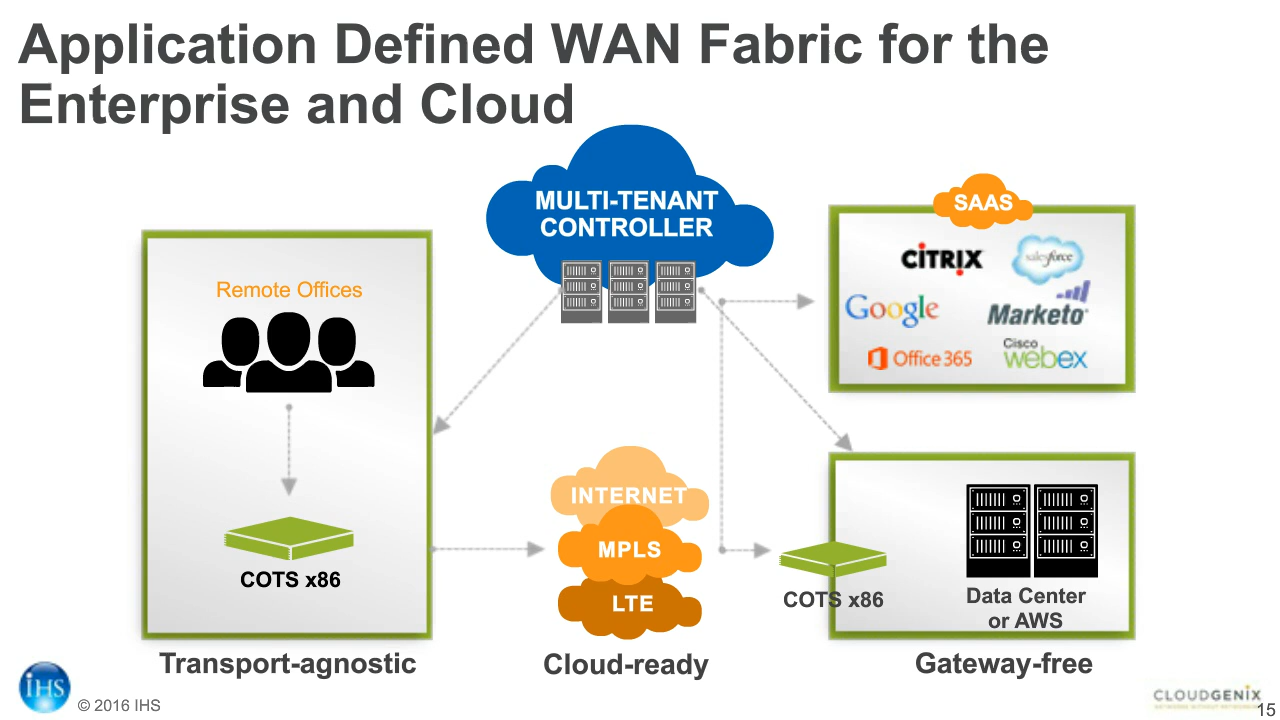 Application Defined WAN Fabric for the
Enterprise and Cloud
MULTI-TENANT
CONTROLLER
Remote Offices
COTS x86
INTERNET
MPLS
LTE
SAAS
CİTRIX
salesforce
Google
Marketo
Office 365
Cisco
webex
COTS x86
Data Center
or AWS
Transport-agnostic
Cloud-ready
Gateway-free
iHS
© 2016 IHS
CLOUDGENIX
15